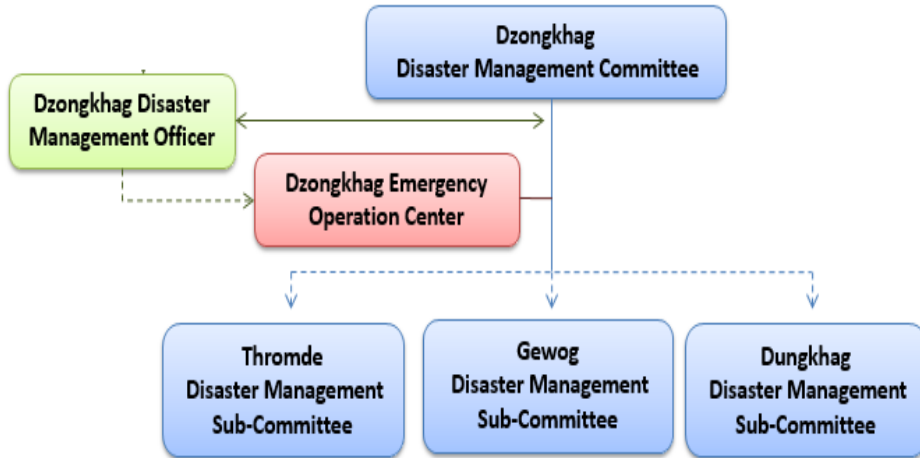 Dzongkhag
Disaster Management Committee
Dzongkhag Disaster
Management Officer
Dzongkhag Emergency
Operation Center
Thromde
Disaster Management
Sub-Committee
Gewog
Disaster Management
Sub-Committee
Dungkhag
Disaster Management
Sub-Committee